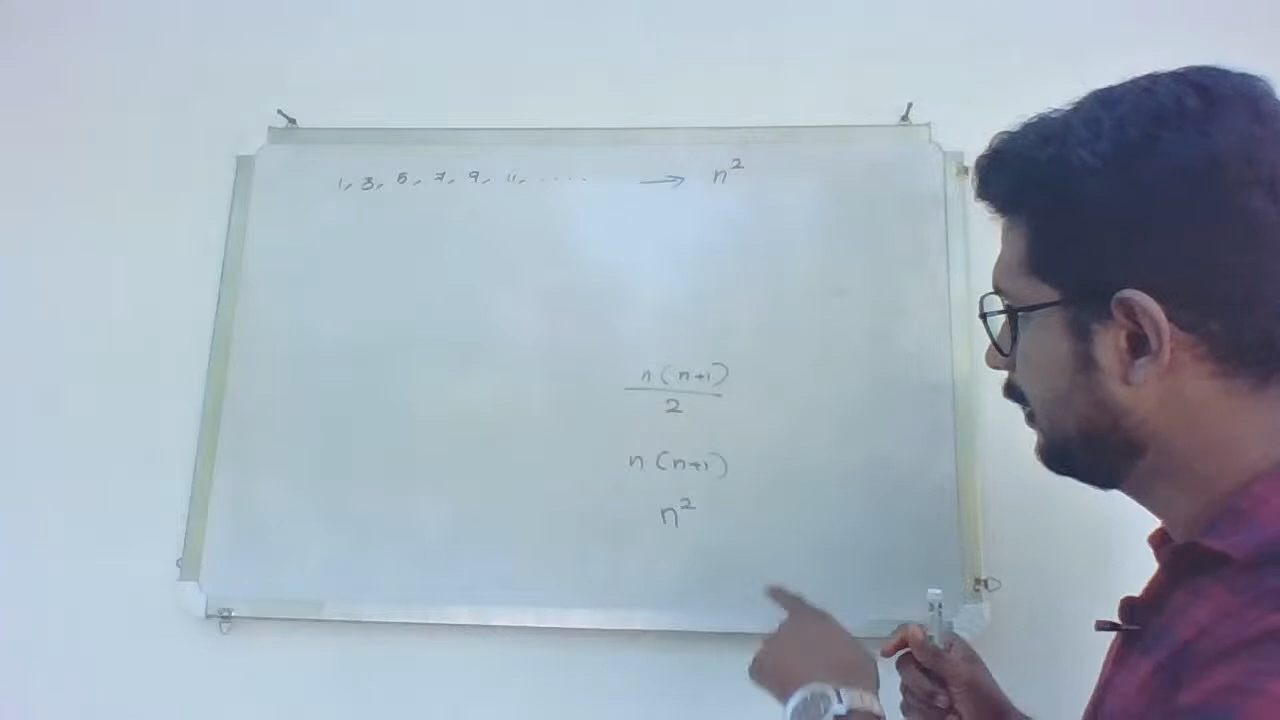 1, 3, 5, 7, 9, 11, ..... → n²
n(n+1)/2
n(n+1)
n²